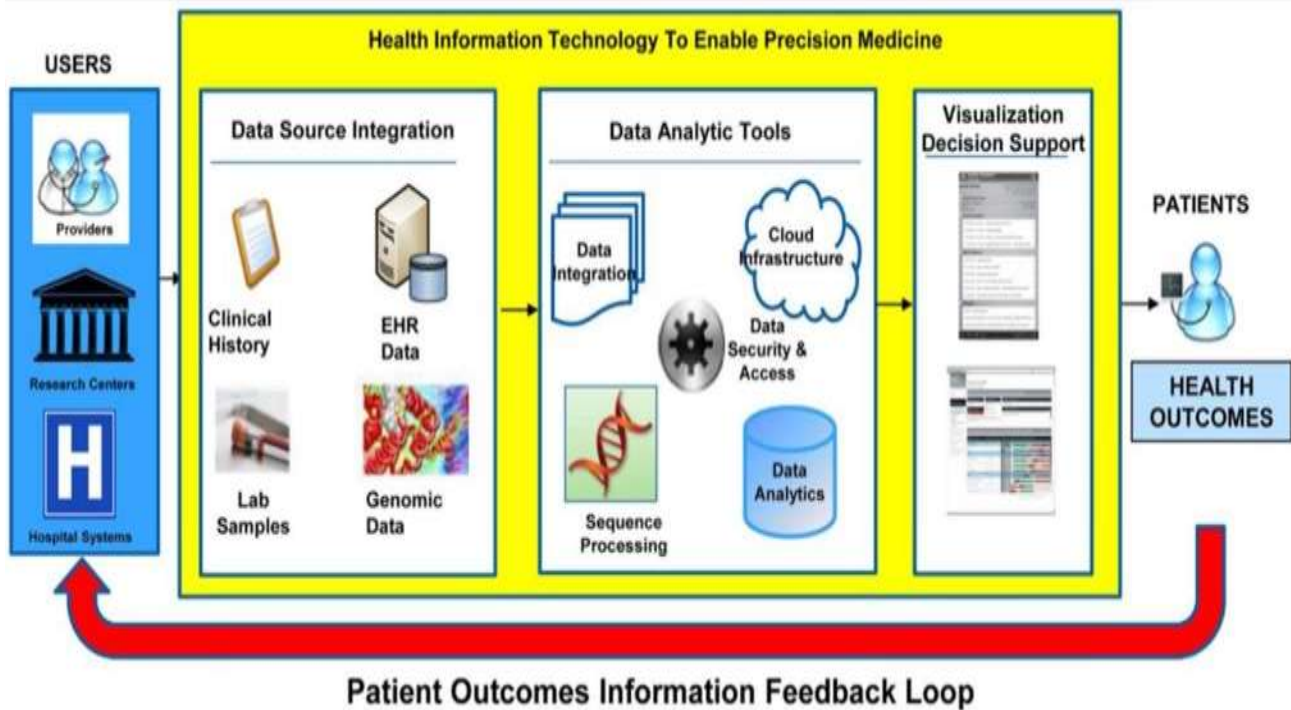 Health Information Technology To Enable Precision Medicine
USERS
Providers
Research Centers
H
Hospital Systems
Data Source Integration
Clinical
History
EHR
Data
Lab
Samples
Genomic
Data
Data Analytic Tools
Data
Integration
Cloud
Infrastructure
Data
Security &
Access
Sequence
Processing
Data
Analytics
Visualization
Decision Support
PATIENTS
HEALTH
OUTCOMES
Patient Outcomes Information Feedback Loop